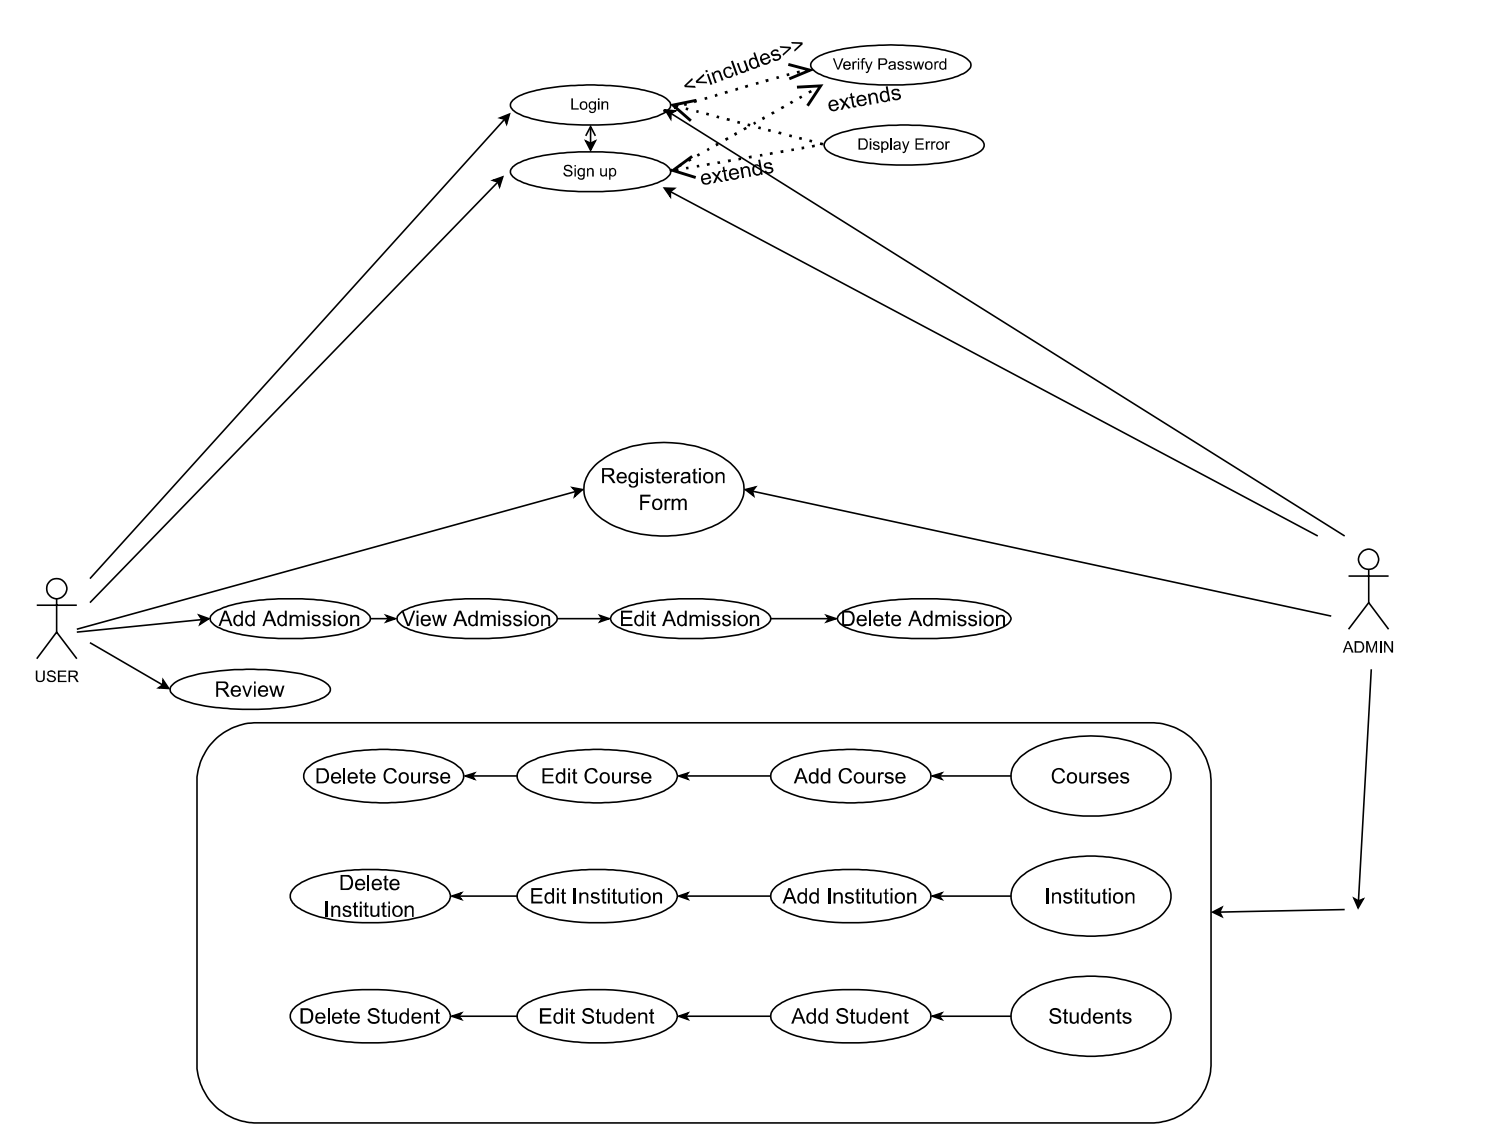 <<includes>>
Verify Password
Login
extends
Display Error
Sign up
extends
Registeration
Form
Add Admission
View Admission
Edit Admission
Delete Admission
USER
ADMIN
Review
Delete Course
Edit Course
Add Course
Courses
Delete
Institution
Edit Institution
Add Institution
Institution
Delete Student
Edit Student
Add Student
Students